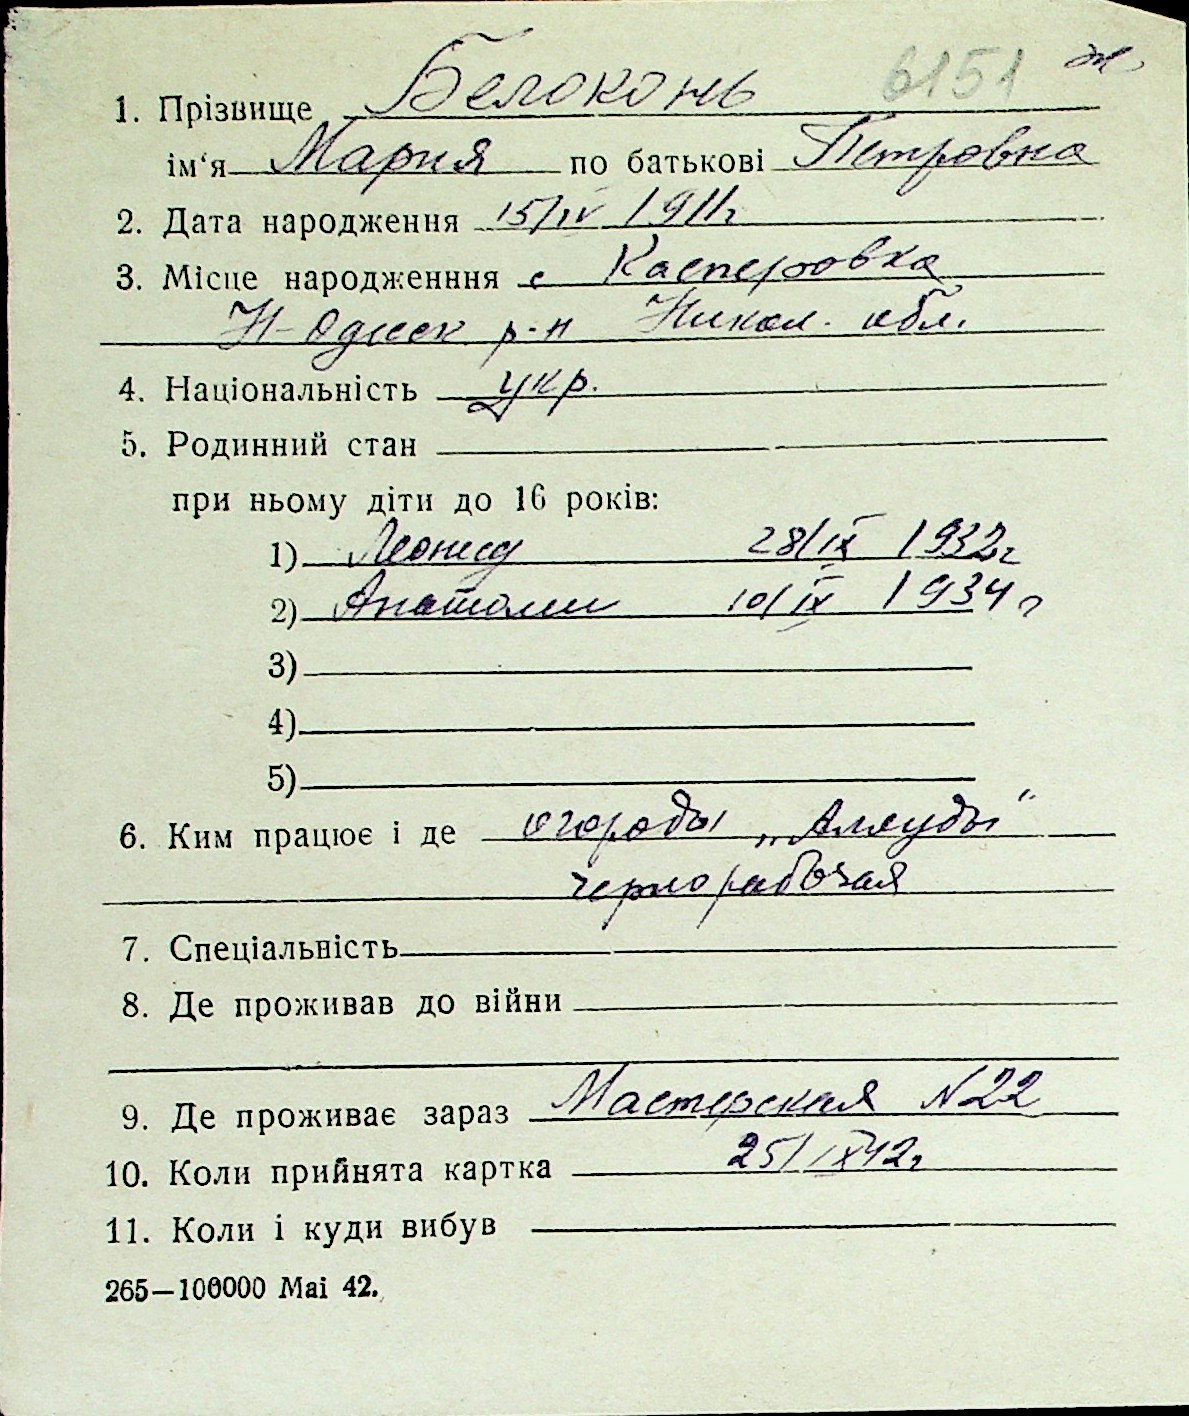 6151 ж
1. Прізвище Белоконь
ім'я Мария по батькові Петровна
2. Дата народження 15/IV 1911г
3. Місце народженння с Касперовка
Н-Одесск р-н Никол. обл.
4. Національність укр.
5. Родинний стан
при ньому діти до 16 років:
1) Леонид 28/IX 1932г
2) Анатолий 10/IX 1934 г
3)
4)
5)
6. Ким працює і де огороды „Аляуды"
чернорабочая
7. Спеціальність
8. Де проживав до війни
9. Де проживає зараз Мастерская N22
10. Коли прийнята картка 25/IX 42г
11. Коли і куди вибув
265—100000 Mai 42.